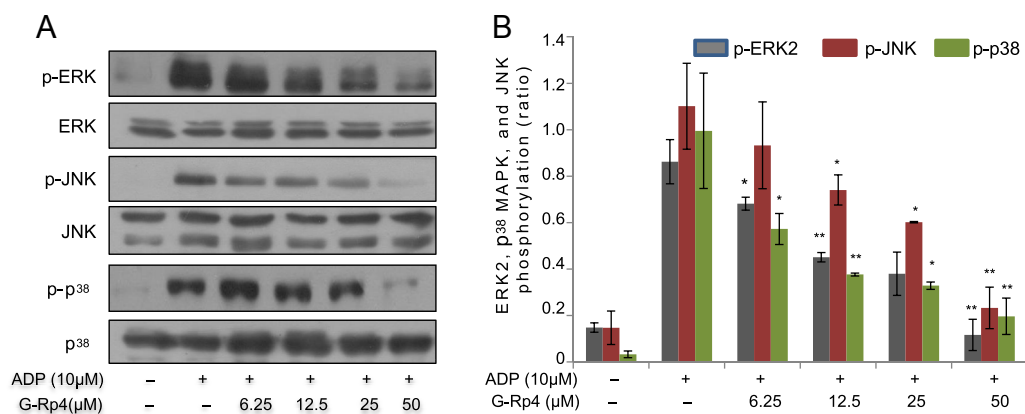 A
p-ERK
ERK
p-JNK
JNK
p-p38
p38
ADP (10µM) – + + + + +
G-Rp4(µM) – – 6.25 12.5 25 50
B
ERK2, p38 MAPK, and JNK
phosphorylation (ratio)
1.4
1.2
1.0
0.8
0.6
0.4
0.2
0
p-ERK2 p-JNK p-p38
* *
** * **
* *
** ** **
ADP (10µM) – + + + + +
G-Rp4 (µM) – – 6.25 12.5 25 50